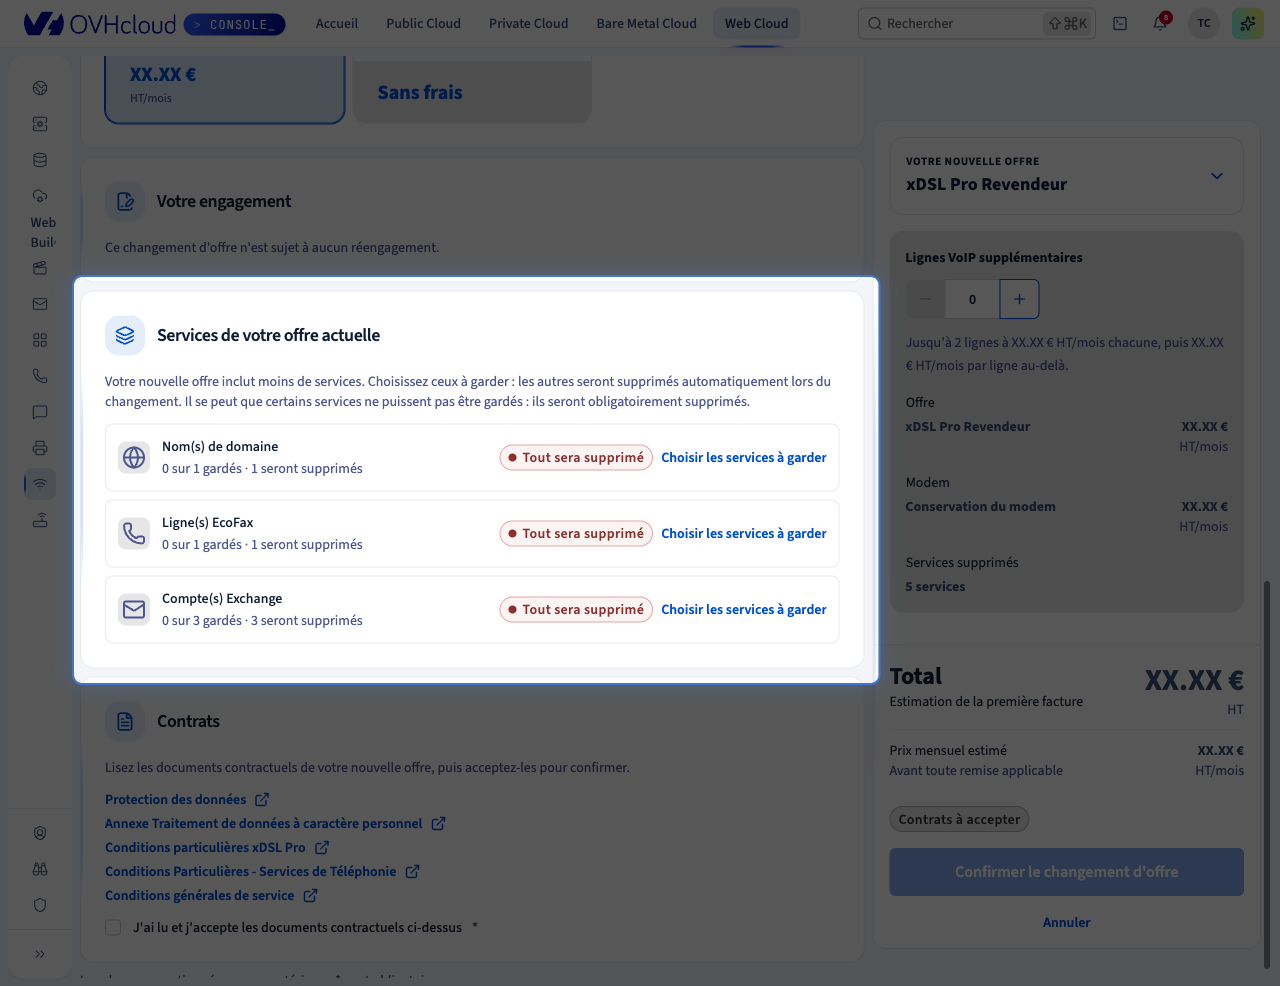 OVHcloud
> CONSOLE_
Accueil
Public Cloud
Private Cloud
Bare Metal Cloud
Web Cloud
Rechercher
⇧⌘K
8
TC
Web
XX.XX €
HT/mois
Sans frais
Votre engagement
Ce changement d'offre n'est sujet à aucun réengagement.
Services de votre offre actuelle
Votre nouvelle offre inclut moins de services. Choisissez ceux à garder : les autres seront supprimés automatiquement lors du
changement. Il se peut que certains services ne puissent pas être gardés : ils seront obligatoirement supprimés.
Nom(s) de domaine
0 sur 1 gardés · 1 seront supprimés
Tout sera supprimé
Choisir les services à garder
Ligne(s) EcoFax
0 sur 1 gardés · 1 seront supprimés
Tout sera supprimé
Choisir les services à garder
Compte(s) Exchange
0 sur 3 gardés · 3 seront supprimés
Tout sera supprimé
Choisir les services à garder
Contrats
Lisez les documents contractuels de votre nouvelle offre, puis acceptez-les pour confirmer.
Protection des données
Annexe Traitement de données à caractère personnel
Conditions particulières xDSL Pro
Conditions Particulières - Services de Téléphonie
Conditions générales de service
J'ai lu et j'accepte les documents contractuels ci-dessus *
VOTRE NOUVELLE OFFRE
xDSL Pro Revendeur
Lignes VoIP supplémentaires
− 0 +
Jusqu'à 2 lignes à XX.XX € HT/mois chacune, puis XX.XX
€ HT/mois par ligne au-delà.
Offre
xDSL Pro Revendeur
XX.XX €
HT/mois
Modem
Conservation du modem
XX.XX €
HT/mois
Services supprimés
5 services
Total
XX.XX €
Estimation de la première facture
HT
Prix mensuel estimé
XX.XX €
Avant toute remise applicable
HT/mois
Contrats à accepter
Confirmer le changement d'offre
Annuler